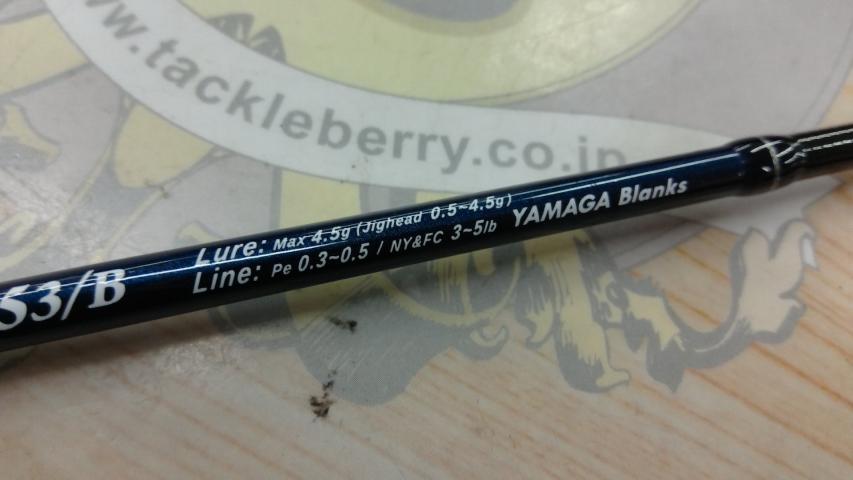 www.tackleberry.co.jp
53/B
Lure: Max 4.5g (Jighead 0.5~4.5g)
Line: Pe 0.3~0.5 / NY&FC 3~5lb
YAMAGA Blanks